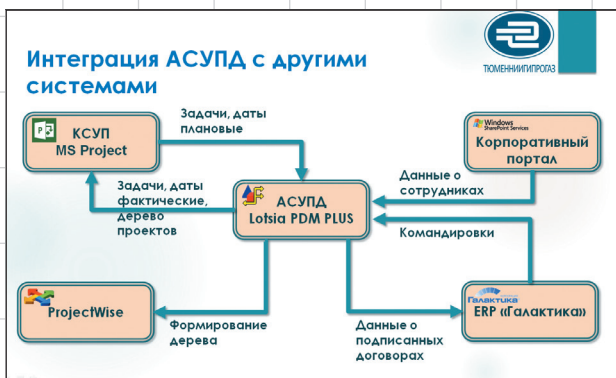 Интеграция АСУПД с другими
системами
ТЮМЕННИИГИПРОГАЗ
Задачи, даты
плановые
КСУП
MS Project
Windows
SharePoint Services
Корпоративный
портал
Данные о
сотрудниках
Задачи, даты
фактические,
дерево
проектов
АСУПД
Lotsia PDM PLUS
Командировки
ProjectWise
Формирование
дерева
Данные о
подписанных
договорах
Галактика
ERP «Галактика»